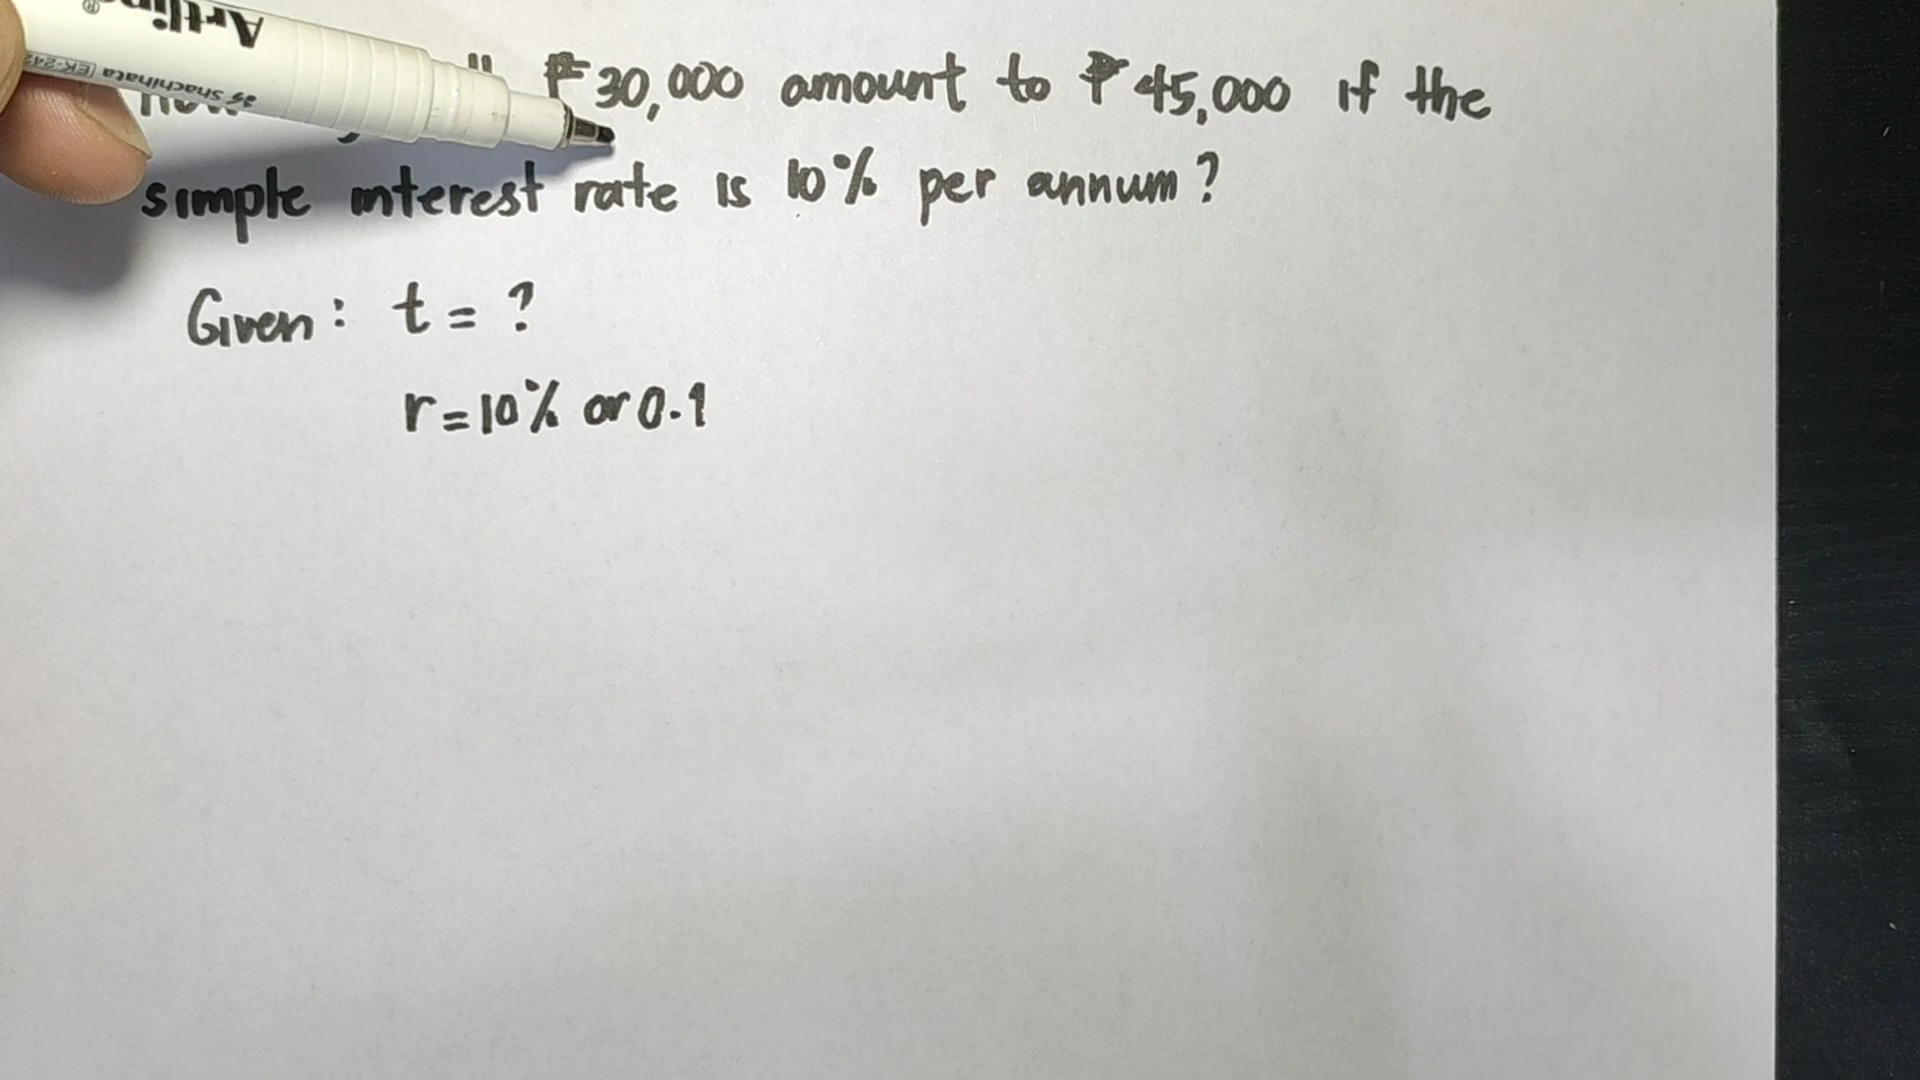 Artline
Shachihata EK-242
₱30,000 amount to ₱45,000 if the
simple interest rate is 10% per annum?
Given: t = ?
r = 10% or 0.1